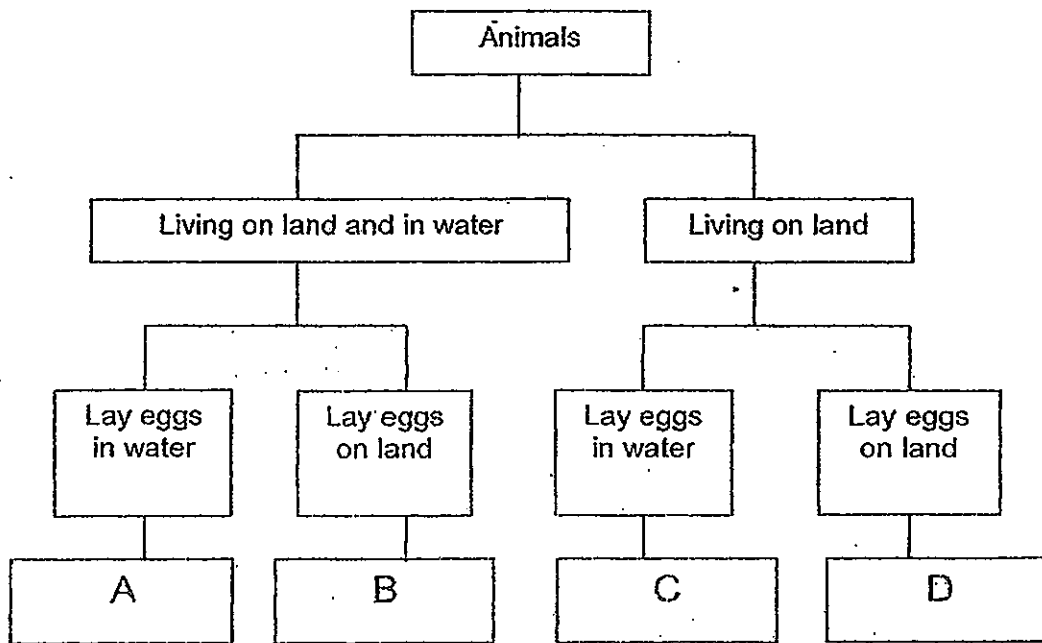 Animals
Living on land and in water
Living on land
Lay eggs
in water
Lay eggs
on land
Lay eggs
in water
Lay eggs
on land
A
B
C
D